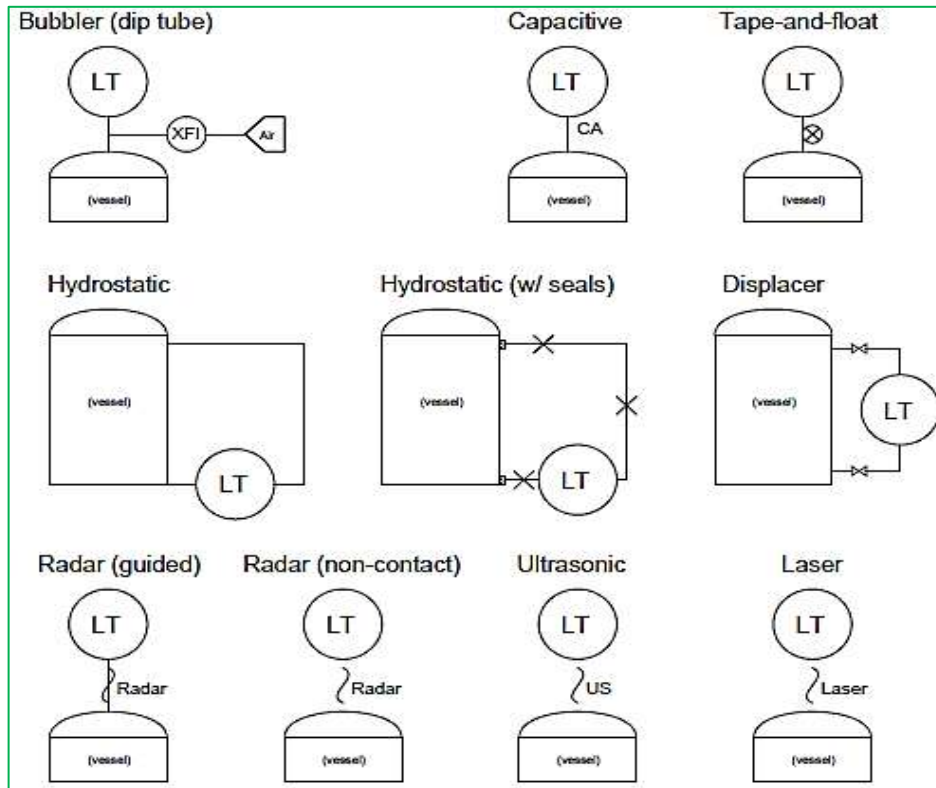 Bubbler (dip tube)
Capacitive
Tape-and-float
LT
LT
LT
XFI
Air
CA
(vessel)
(vessel)
(vessel)
Hydrostatic
Hydrostatic (w/ seals)
Displacer
(vessel)
(vessel)
(vessel)
LT
LT
LT
Radar (guided)
Radar (non-contact)
Ultrasonic
Laser
LT
LT
LT
LT
Radar
Radar
US
Laser
(vessel)
(vessel)
(vessel)
(vessel)